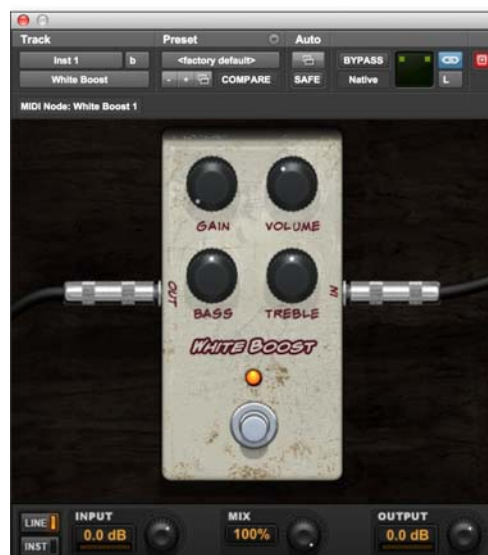 Track Preset Auto
Inst 1 b <factory default> BYPASS
White Boost - + COMPARE SAFE Native L
MIDI Node: White Boost 1
GAIN VOLUME
OUT IN
BASS TREBLE
WHITE BOOST
LINE INPUT MIX OUTPUT
0.0 dB 100% 0.0 dB
INST